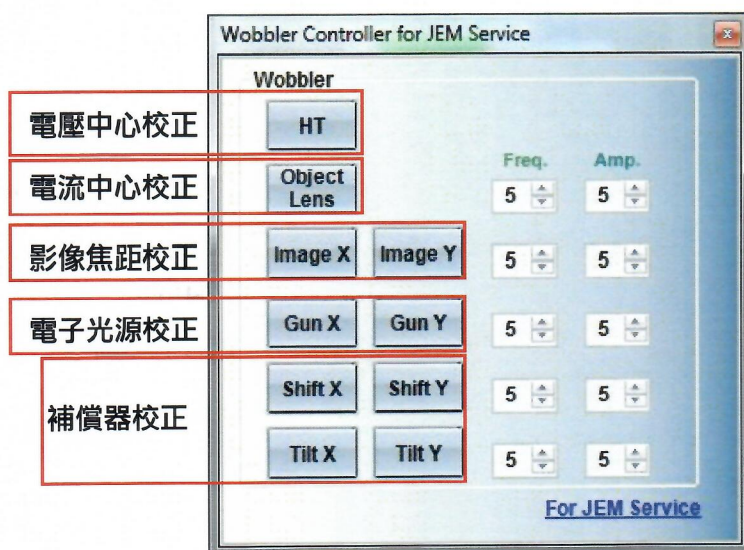 Wobbler Controller for JEM Service
Wobbler
電壓中心校正 HT
Freq. Amp.
電流中心校正 Object Lens 5 5
影像焦距校正 Image X Image Y 5 5
電子光源校正 Gun X Gun Y 5 5
補償器校正
Shift X Shift Y 5 5
Tilt X Tilt Y 5 5
For JEM Service